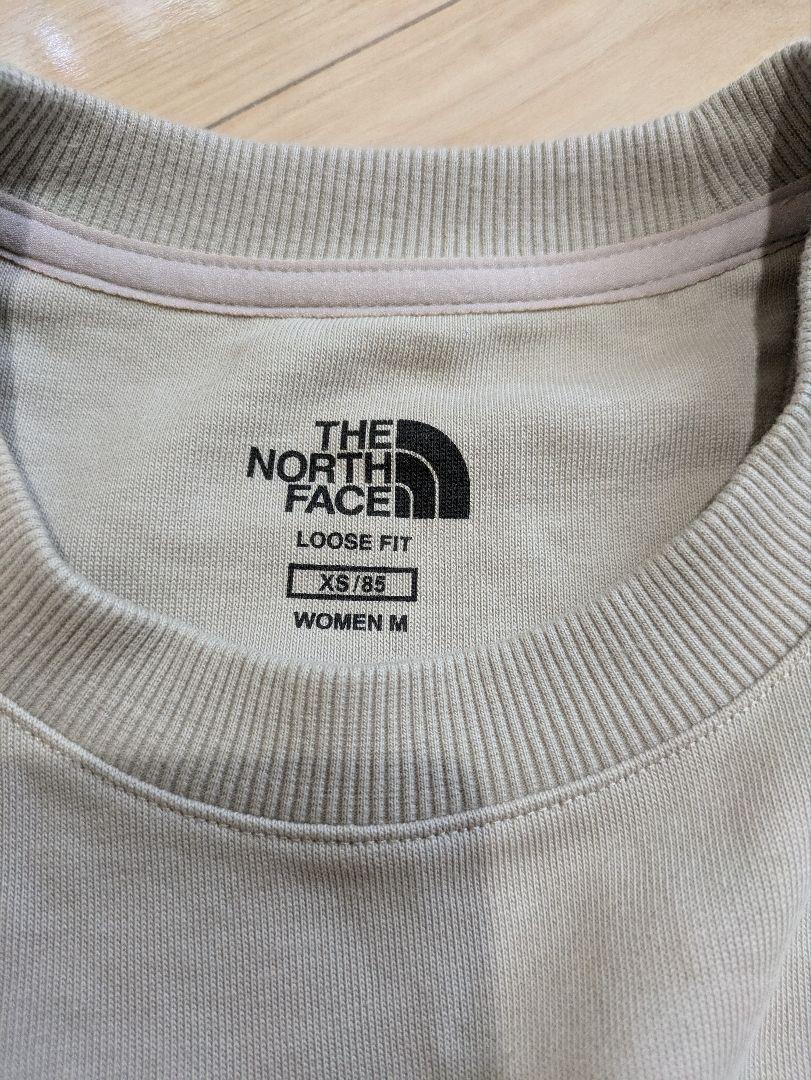 THE
NORTH
FACE
LOOSE FIT
XS/85
WOMEN M